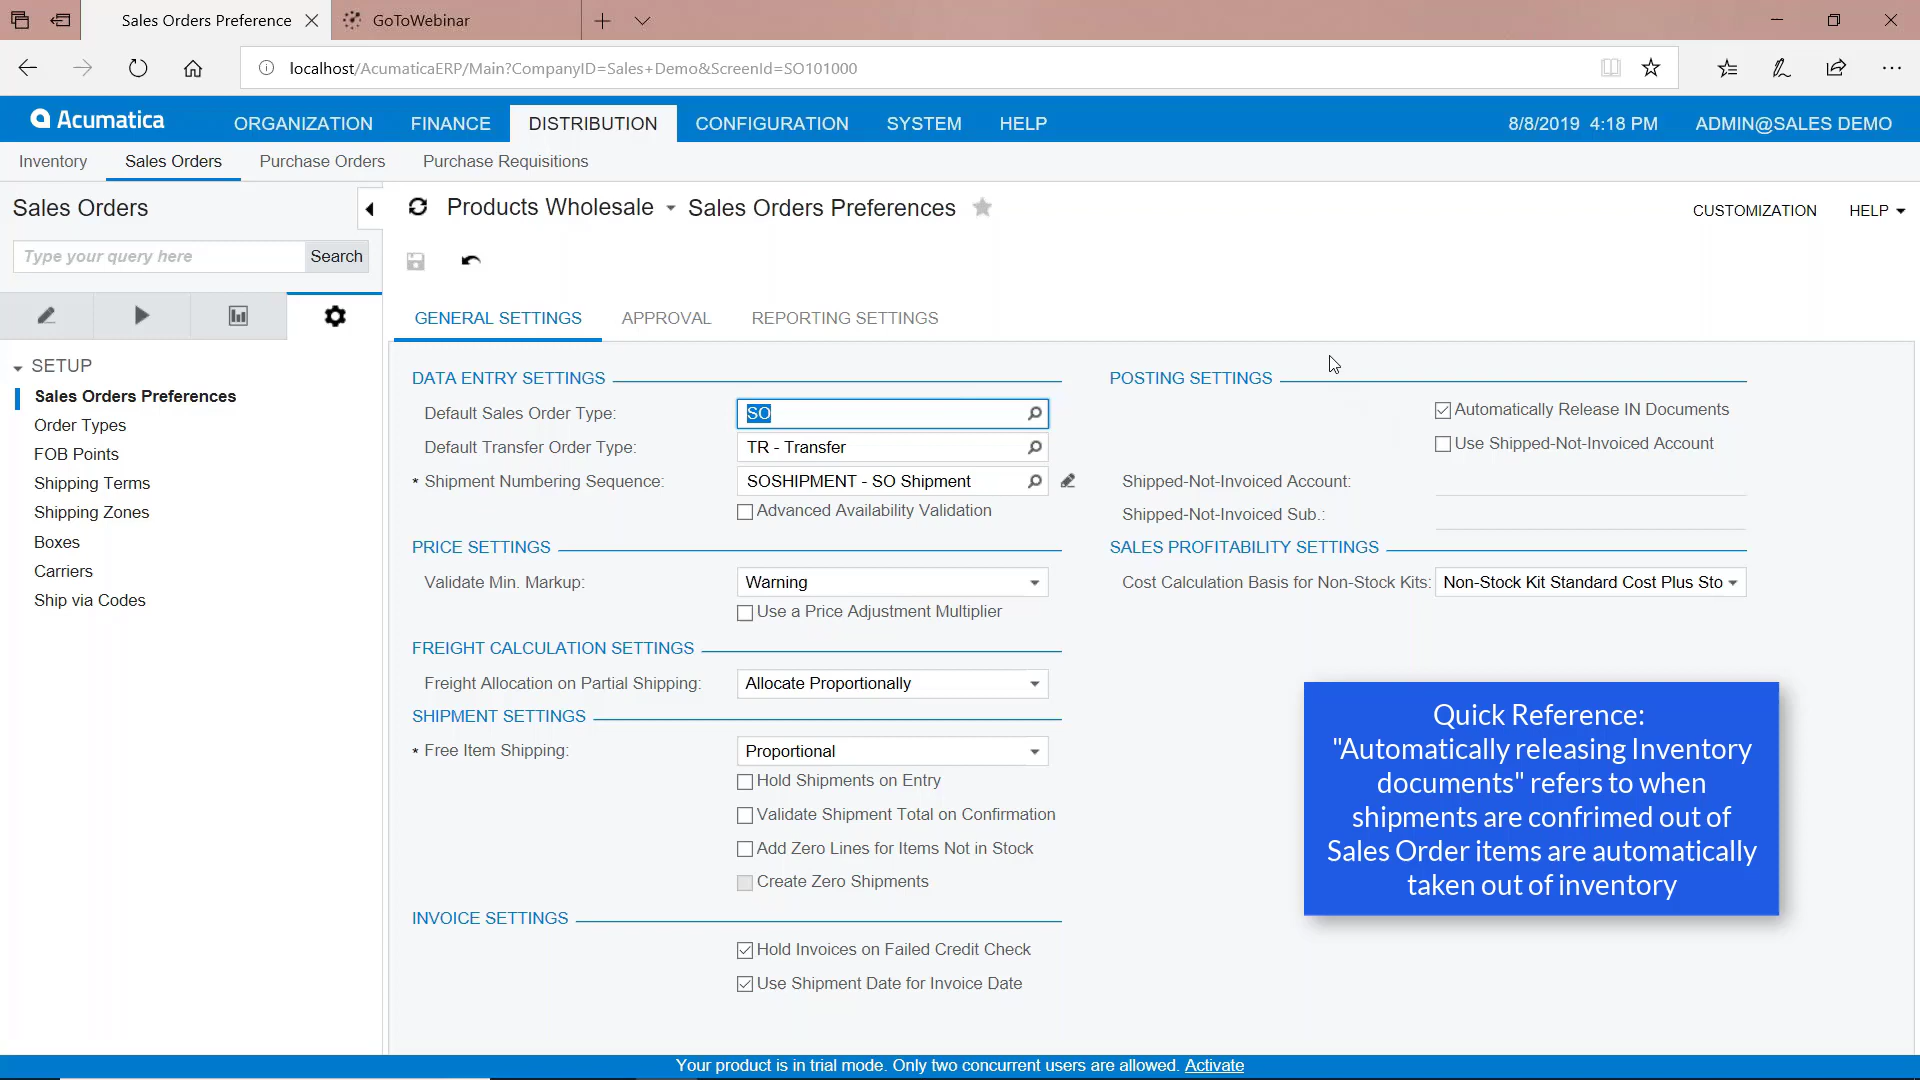 Sales Orders Preference
GoToWebinar
localhost/AcumaticaERP/Main?CompanyID=Sales+Demo&ScreenId=SO101000
Acumatica
ORGANIZATION
FINANCE
DISTRIBUTION
CONFIGURATION
SYSTEM
HELP
8/8/2019 4:18 PM
ADMIN@SALES DEMO
Inventory
Sales Orders
Purchase Orders
Purchase Requisitions
Sales Orders
Type your query here
Search
SETUP
Sales Orders Preferences
Order Types
FOB Points
Shipping Terms
Shipping Zones
Boxes
Carriers
Ship via Codes
Products Wholesale
Sales Orders Preferences
CUSTOMIZATION
HELP
GENERAL SETTINGS
APPROVAL
REPORTING SETTINGS
DATA ENTRY SETTINGS
Default Sales Order Type: SO
Default Transfer Order Type: TR - Transfer
* Shipment Numbering Sequence: SOSHIPMENT - SO Shipment
Advanced Availability Validation
PRICE SETTINGS
Validate Min. Markup: Warning
Use a Price Adjustment Multiplier
FREIGHT CALCULATION SETTINGS
Freight Allocation on Partial Shipping: Allocate Proportionally
SHIPMENT SETTINGS
* Free Item Shipping: Proportional
Hold Shipments on Entry
Validate Shipment Total on Confirmation
Add Zero Lines for Items Not in Stock
Create Zero Shipments
INVOICE SETTINGS
Hold Invoices on Failed Credit Check
Use Shipment Date for Invoice Date
POSTING SETTINGS
Automatically Release IN Documents
Use Shipped-Not-Invoiced Account
Shipped-Not-Invoiced Account:
Shipped-Not-Invoiced Sub.:
SALES PROFITABILITY SETTINGS
Cost Calculation Basis for Non-Stock Kits: Non-Stock Kit Standard Cost Plus Sto
Quick Reference:
"Automatically releasing Inventory
documents" refers to when
shipments are confrimed out of
Sales Order items are automatically
taken out of inventory
Your product is in trial mode. Only two concurrent users are allowed. Activate